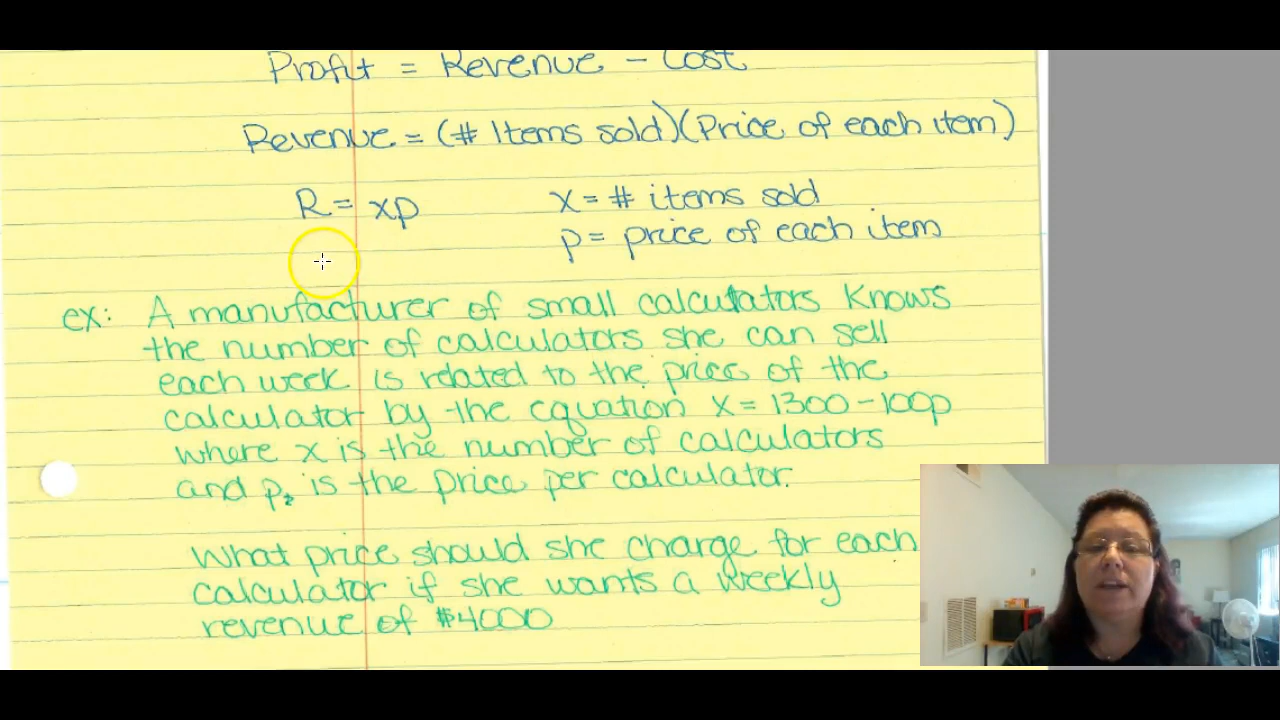 Profit = Revenue - Cost
Revenue = (# Items sold)(Price of each item)
R = xp
x = # items sold
p = price of each item
ex: A manufacturer of small calculators knows
the number of calculators she can sell
each week is related to the price of the
calculator by the equation x = 1300 - 100p
where x is the number of calculators
and p, is the price per calculator.
What price should she charge for each
calculator if she wants a weekly
revenue of $4000